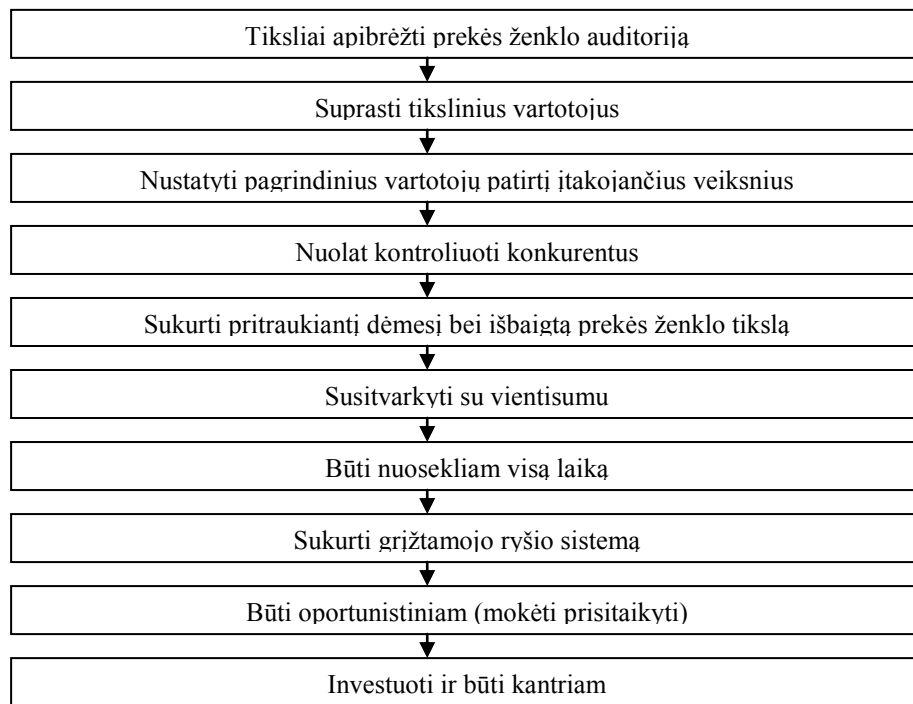 Tiksliai apibrėžti prekės ženklo auditoriją
Suprasti tikslinius vartotojus
Nustatyti pagrindinius vartotojų patirtį įtakojančius veiksnius
Nuolat kontroliuoti konkurentus
Sukurti pritraukiantį dėmesį bei išbaigtą prekės ženklo tikslą
Susitvarkyti su vientisumu
Būti nuosekliam visą laiką
Sukurti grįžtamojo ryšio sistemą
Būti oportunistiniam (mokėti prisitaikyti)
Investuoti ir būti kantriam